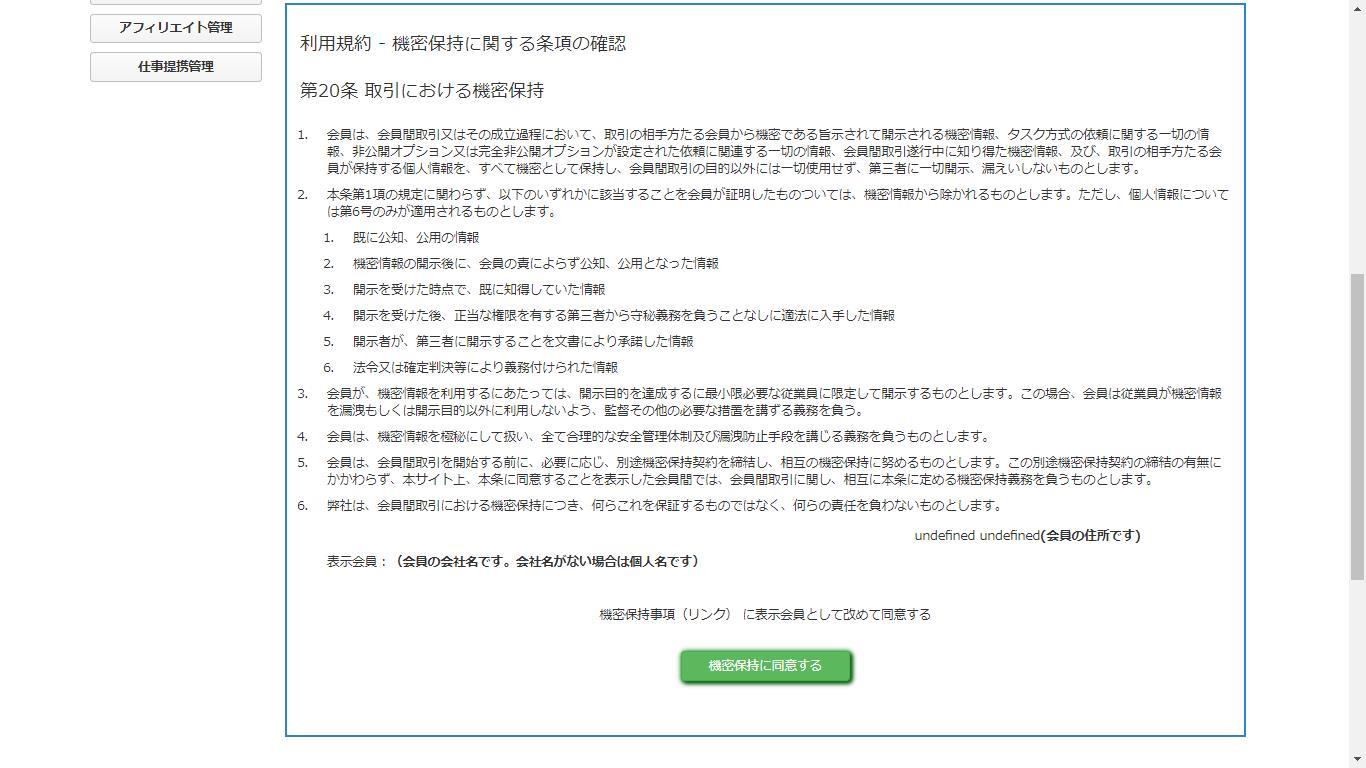 アフィリエイト管理
仕事提携管理
利用規約 - 機密保持に関する条項の確認
第20条 取引における機密保持
1. 会員は、会員間取引又はその成立過程において、取引の相手方たる会員から機密である旨示されて開示される機密情報、タスク方式の依頼に関する一切の情
報、非公開オプション又は完全非公開オプションが設定された依頼に関連する一切の情報、会員間取引遂行中に知り得た機密情報、及び、取引の相手方たる会
員が保持する個人情報を、すべて機密として保持し、会員間取引の目的以外には一切使用せず、第三者に一切開示、漏えいしないものとします。
2. 本条第1項の規定に関わらず、以下のいずれかに該当することを会員が証明したものついては、機密情報から除かれるものとします。ただし、個人情報について
は第6号のみが適用されるものとします。
1. 既に公知、公用の情報
2. 機密情報の開示後に、会員の責によらず公知、公用となった情報
3. 開示を受けた時点で、既に知得していた情報
4. 開示を受けた後、正当な権限を有する第三者から守秘義務を負うことなしに適法に入手した情報
5. 開示者が、第三者に開示することを文書により承諾した情報
6. 法令又は確定判決等により義務付けられた情報
3. 会員が、機密情報を利用するにあたっては、開示目的を達成するに最小限必要な従業員に限定して開示するものとします。この場合、会員は従業員が機密情報
を漏洩もしくは開示目的以外に利用しないよう、監督その他の必要な措置を講ずる義務を負う。
4. 会員は、機密情報を極秘にして扱い、全て合理的な安全管理体制及び漏洩防止手段を講じる義務を負うものとします。
5. 会員は、会員間取引を開始する前に、必要に応じ、別途機密保持契約を締結し、相互の機密保持に努めるものとします。この別途機密保持契約の締結の有無に
かかわらず、本サイト上、本条に同意することを表示した会員間では、会員間取引に関し、相互に本条に定める機密保持義務を負うものとします。
6. 弊社は、会員間取引における機密保持につき、何らこれを保証するものではなく、何らの責任を負わないものとします。
undefined undefined(会員の住所です)
表示会員：（会員の会社名です。会社名がない場合は個人名です）
機密保持事項（リンク） に表示会員として改めて同意する
機密保持に同意する